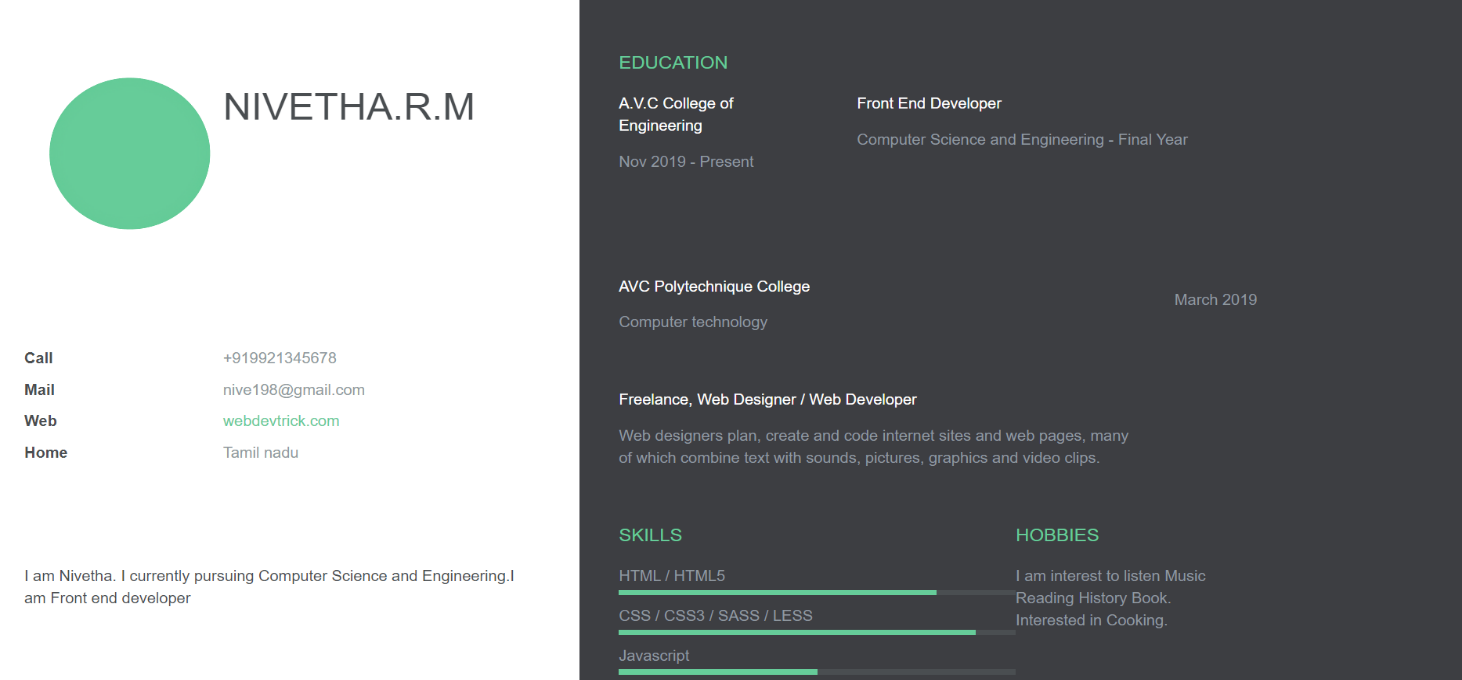 NIVETHA.R.M
Call +919921345678
Mail nive198@gmail.com
Web webdevtrick.com
Home Tamil nadu
I am Nivetha. I currently pursuing Computer Science and Engineering.I
am Front end developer
EDUCATION
A.V.C College of
Engineering
Nov 2019 - Present
Front End Developer
Computer Science and Engineering - Final Year
AVC Polytechnique College
Computer technology
March 2019
Freelance, Web Designer / Web Developer
Web designers plan, create and code internet sites and web pages, many
of which combine text with sounds, pictures, graphics and video clips.
SKILLS
HTML / HTML5
CSS / CSS3 / SASS / LESS
Javascript
HOBBIES
I am interest to listen Music
Reading History Book.
Interested in Cooking.